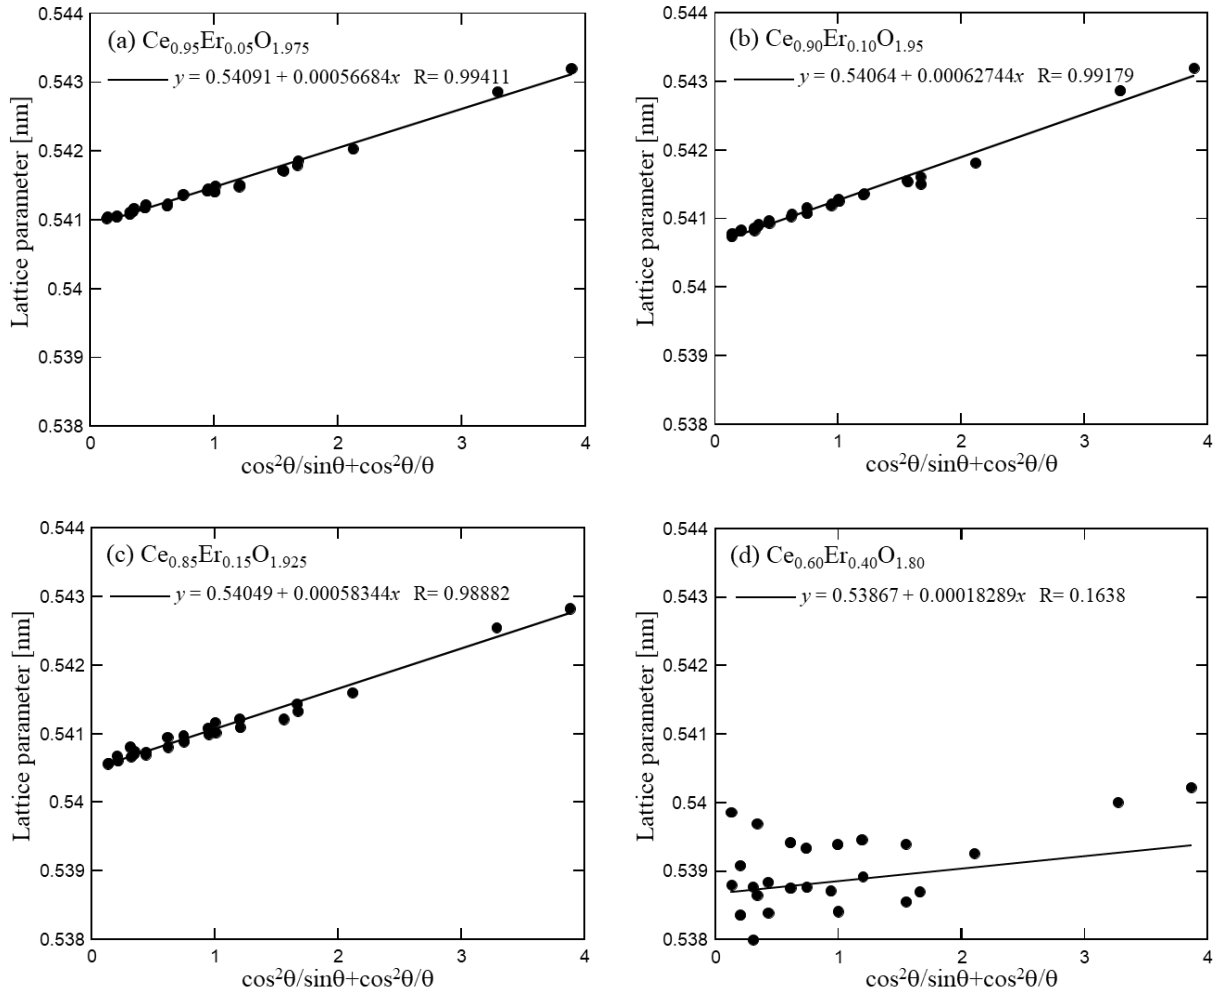 0.544
(a) Ce0.95Er0.05O1.975
y = 0.54091 + 0.00056684x R= 0.99411
0.543
0.542
0.541
0.54
0.539
0.538
Lattice parameter [nm]
0 1 2 3 4
cos²θ/sinθ+cos²θ/θ
0.544
(b) Ce0.90Er0.10O1.95
y = 0.54064 + 0.00062744x R= 0.99179
0.543
0.542
0.541
0.54
0.539
0.538
Lattice parameter [nm]
0 1 2 3 4
cos²θ/sinθ+cos²θ/θ
0.544
(c) Ce0.85Er0.15O1.925
y = 0.54049 + 0.00058344x R= 0.98882
0.543
0.542
0.541
0.54
0.539
0.538
Lattice parameter [nm]
0 1 2 3 4
cos²θ/sinθ+cos²θ/θ
0.544
(d) Ce0.60Er0.40O1.80
y = 0.53867 + 0.00018289x R= 0.1638
0.543
0.542
0.541
0.54
0.539
0.538
Lattice parameter [nm]
0 1 2 3 4
cos²θ/sinθ+cos²θ/θ